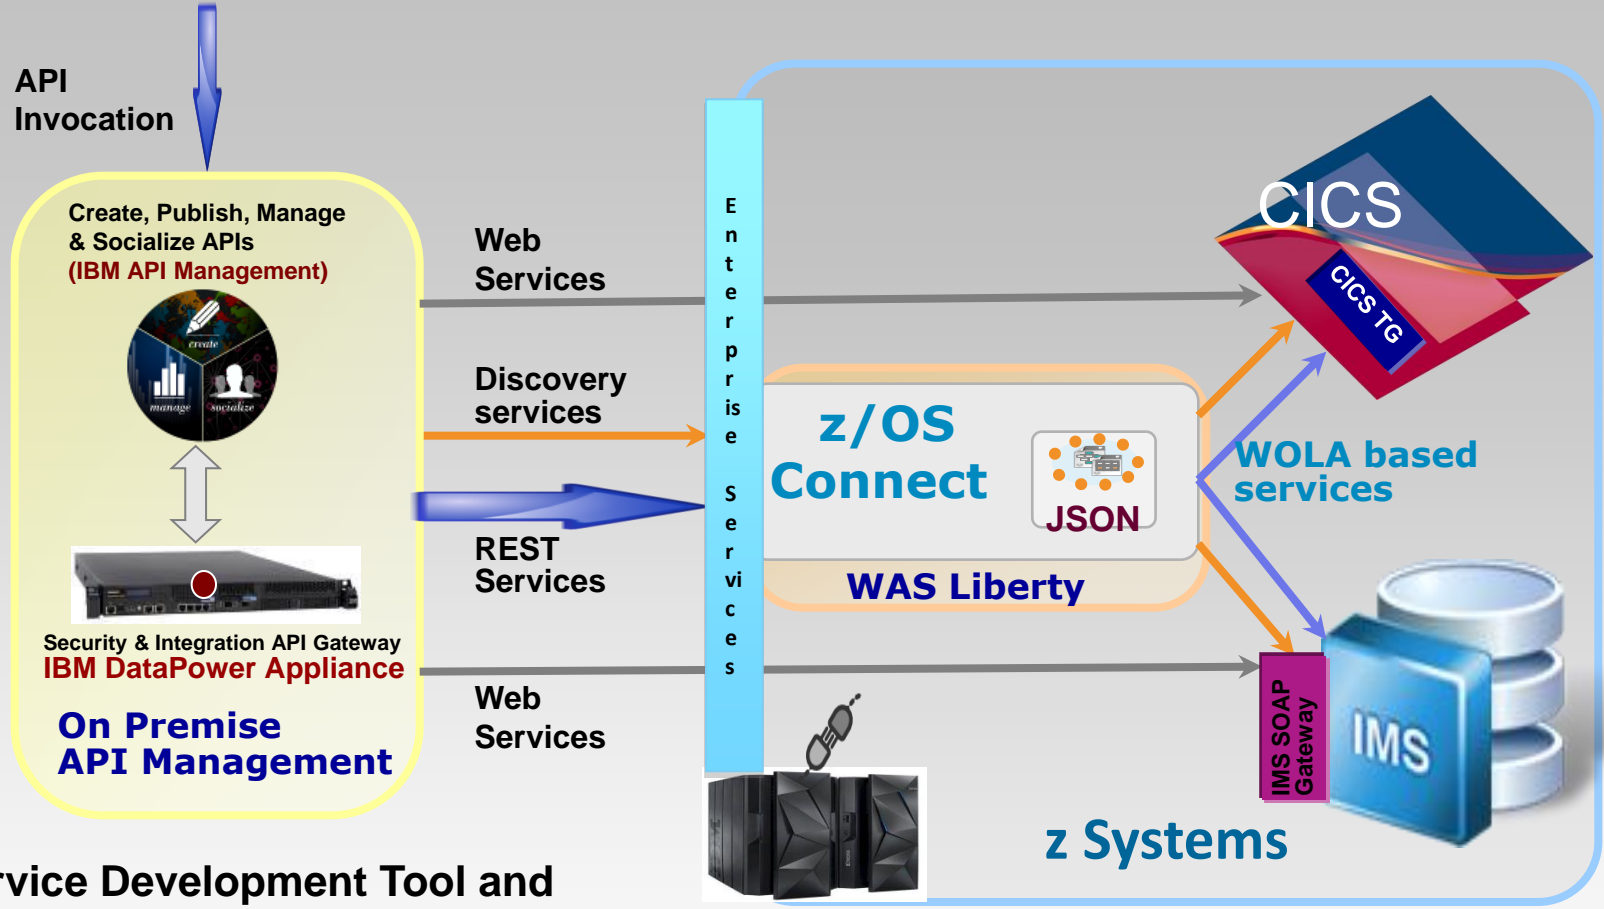 API
Invocation
Create, Publish, Manage
& Socialize APIs
(IBM API Management)
create
manage
socialize
Security & Integration API Gateway
IBM DataPower Appliance
On Premise
API Management
Web
Services
Discovery
services
REST
Services
Web
Services
Enterprise Services
z/OS
Connect
JSON
WAS Liberty
CICS
CICS TG
WOLA based
services
IMS SOAP
Gateway
IMS
z Systems
rvice Development Tool and